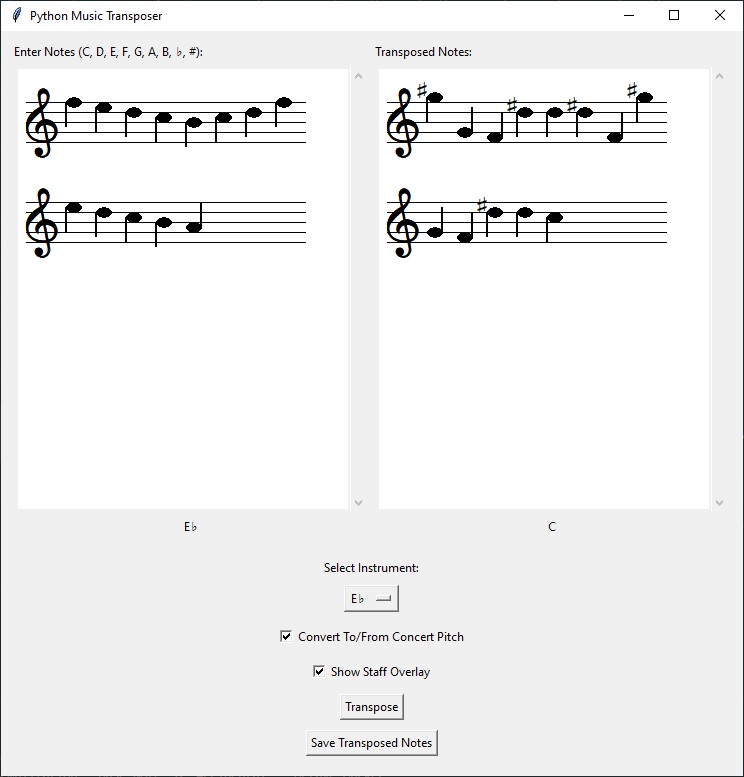 Python Music Transposer
Enter Notes (C, D, E, F, G, A, B, ♭, #):
Transposed Notes:
E♭
C
Select Instrument:
E♭
Convert To/From Concert Pitch
Show Staff Overlay
Transpose
Save Transposed Notes